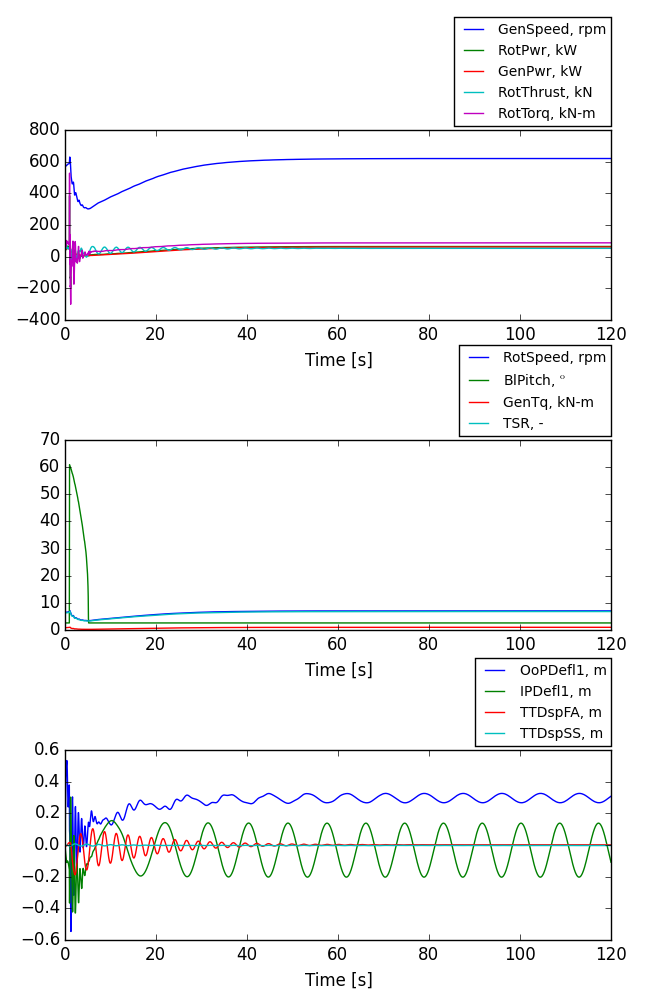 GenSpeed, rpm
RotPwr, kW
GenPwr, kW
RotThrust, kN
RotTorq, kN-m
800
600
400
200
0
−200
−400
0 20 40 60 80 100 120
Time [s]
RotSpeed, rpm
BlPitch, °
GenTq, kN-m
TSR, -
70
60
50
40
30
20
10
0
0 20 40 60 80 100 120
Time [s]
OoPDefl1, m
IPDefl1, m
TTDspFA, m
TTDspSS, m
0.6
0.4
0.2
0.0
−0.2
−0.4
−0.6
0 20 40 60 80 100 120
Time [s]